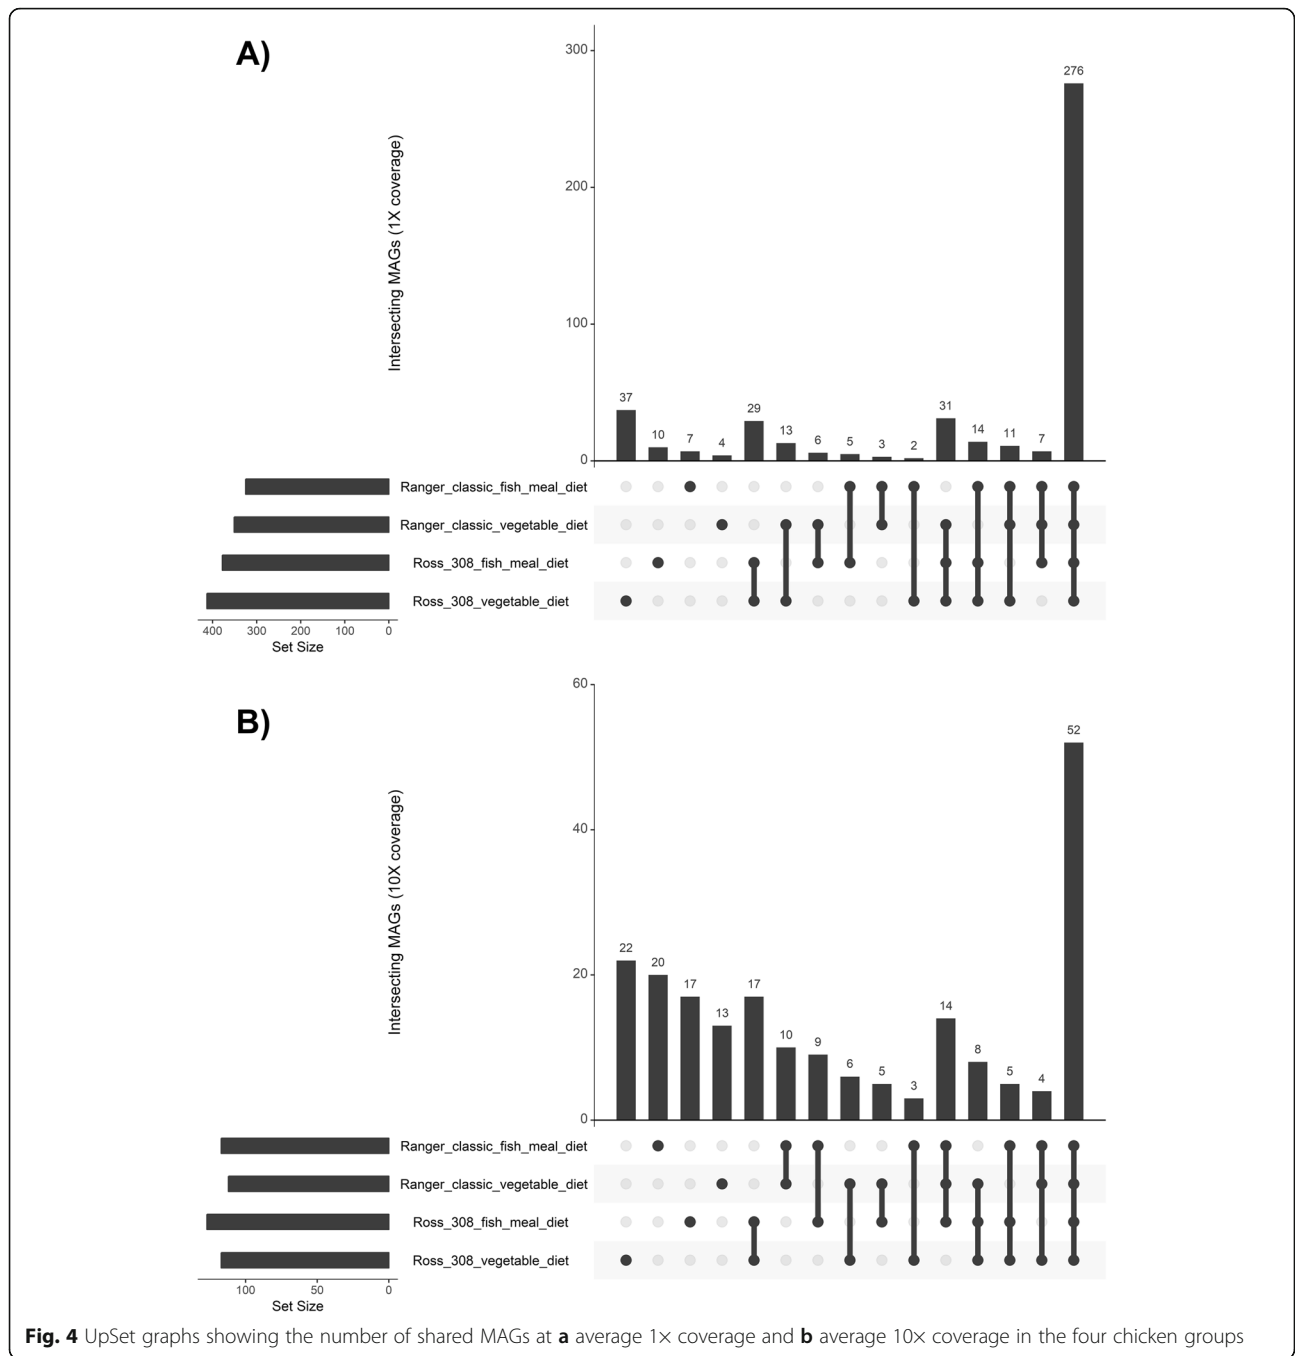 A)
Intersecting MAGs (1X coverage)
300
200
100
0
37
10
7
4
29
13
6
5
3
2
31
14
11
7
276
Ranger_classic_fish_meal_diet
Ranger_classic_vegetable_diet
Ross_308_fish_meal_diet
Ross_308_vegetable_diet
400 300 200 100 0
Set Size
B)
Intersecting MAGs (10X coverage)
60
40
20
0
22
20
17
13
17
10
9
6
5
3
14
8
5
4
52
Ranger_classic_fish_meal_diet
Ranger_classic_vegetable_diet
Ross_308_fish_meal_diet
Ross_308_vegetable_diet
100 50 0
Set Size
Fig. 4 UpSet graphs showing the number of shared MAGs at a average 1× coverage and b average 10× coverage in the four chicken groups